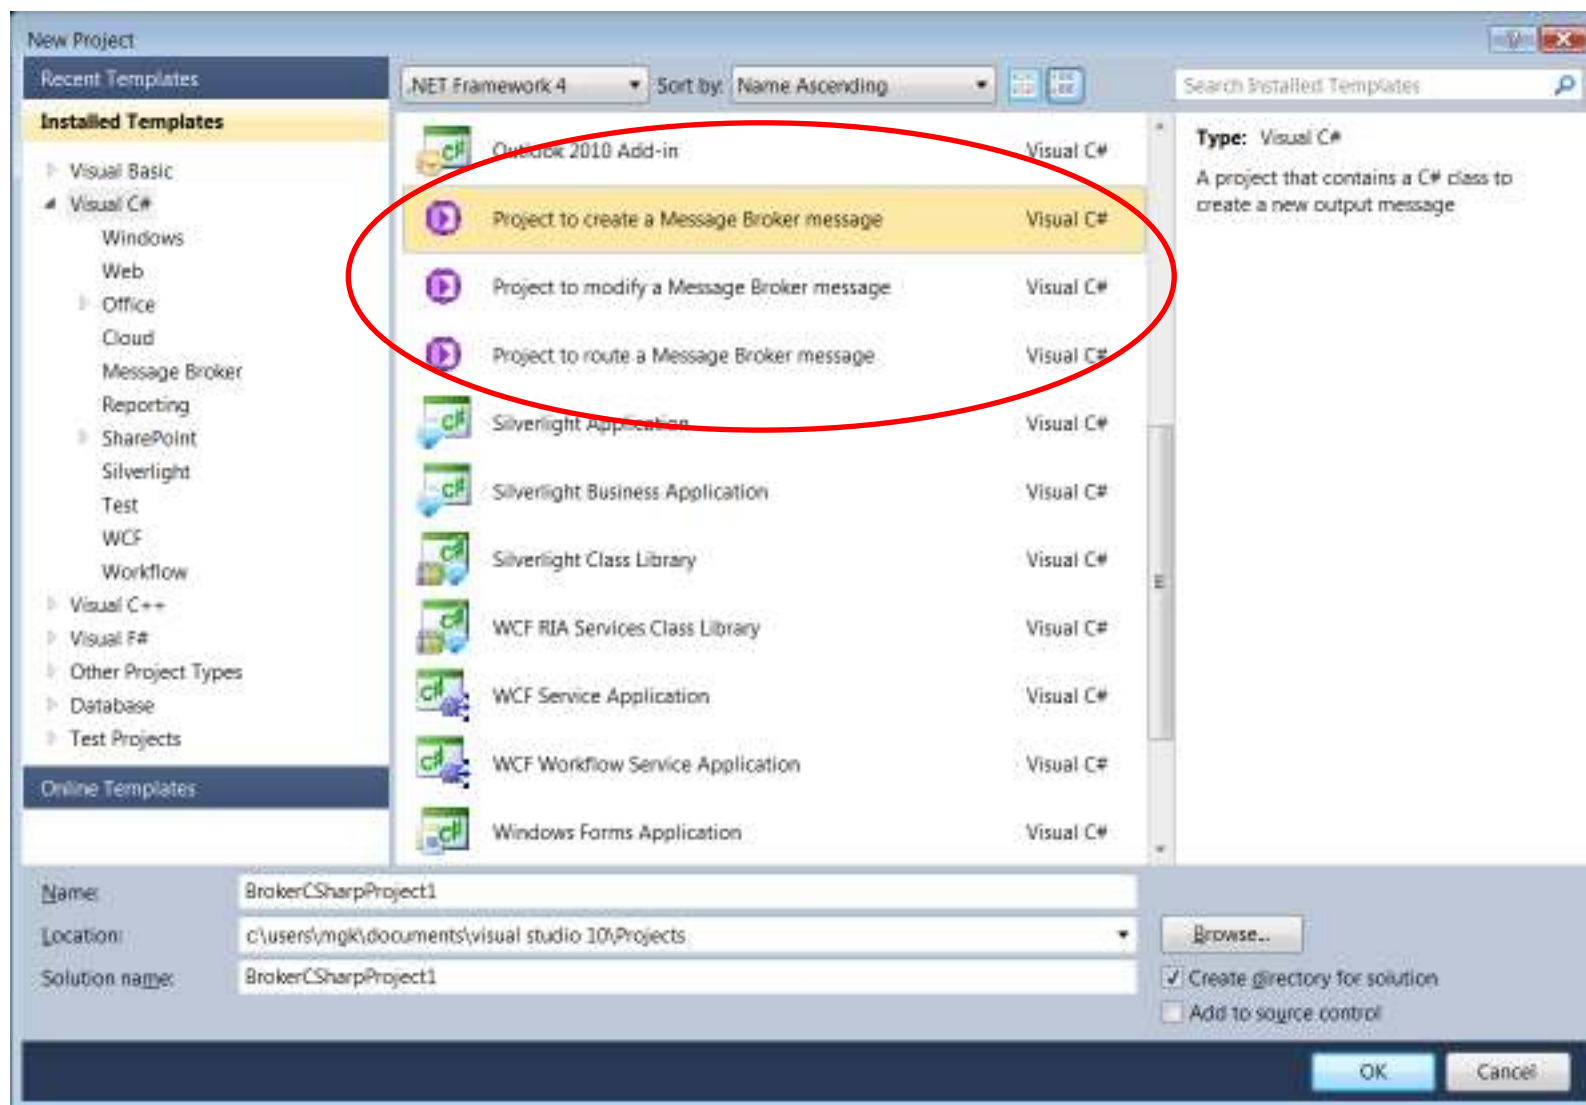 New Project
Recent Templates
.NET Framework 4
Sort by: Name Ascending
Search Installed Templates
Installed Templates
Visual Basic
Visual C#
Windows
Web
Office
Cloud
Message Broker
Reporting
SharePoint
Silverlight
Test
WCF
Workflow
Visual C++
Visual F#
Other Project Types
Database
Test Projects
Online Templates
Outlook 2010 Add-in Visual C#
Project to create a Message Broker message Visual C#
Project to modify a Message Broker message Visual C#
Project to route a Message Broker message Visual C#
Silverlight Application Visual C#
Silverlight Business Application Visual C#
Silverlight Class Library Visual C#
WCF RIA Services Class Library Visual C#
WCF Service Application Visual C#
WCF Workflow Service Application Visual C#
Windows Forms Application Visual C#
Type: Visual C#
A project that contains a C# class to
create a new output message
Name: BrokerCSharpProject1
Location: c\users\mgk\documents\visual studio 10\Projects
Browse...
Solution name: BrokerCSharpProject1
Create directory for solution
Add to source control
OK
Cancel